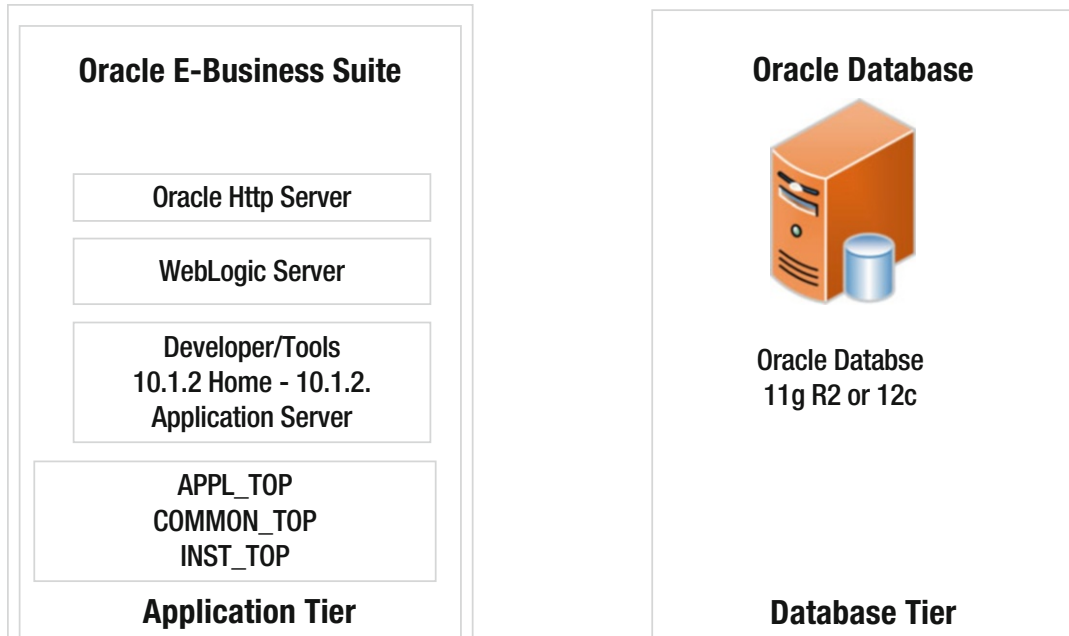 Oracle E-Business Suite
Oracle Http Server
WebLogic Server
Developer/Tools
10.1.2 Home - 10.1.2.
Application Server
APPL_TOP
COMMON_TOP
INST_TOP
Application Tier
Oracle Database
Oracle Databse
11g R2 or 12c
Database Tier